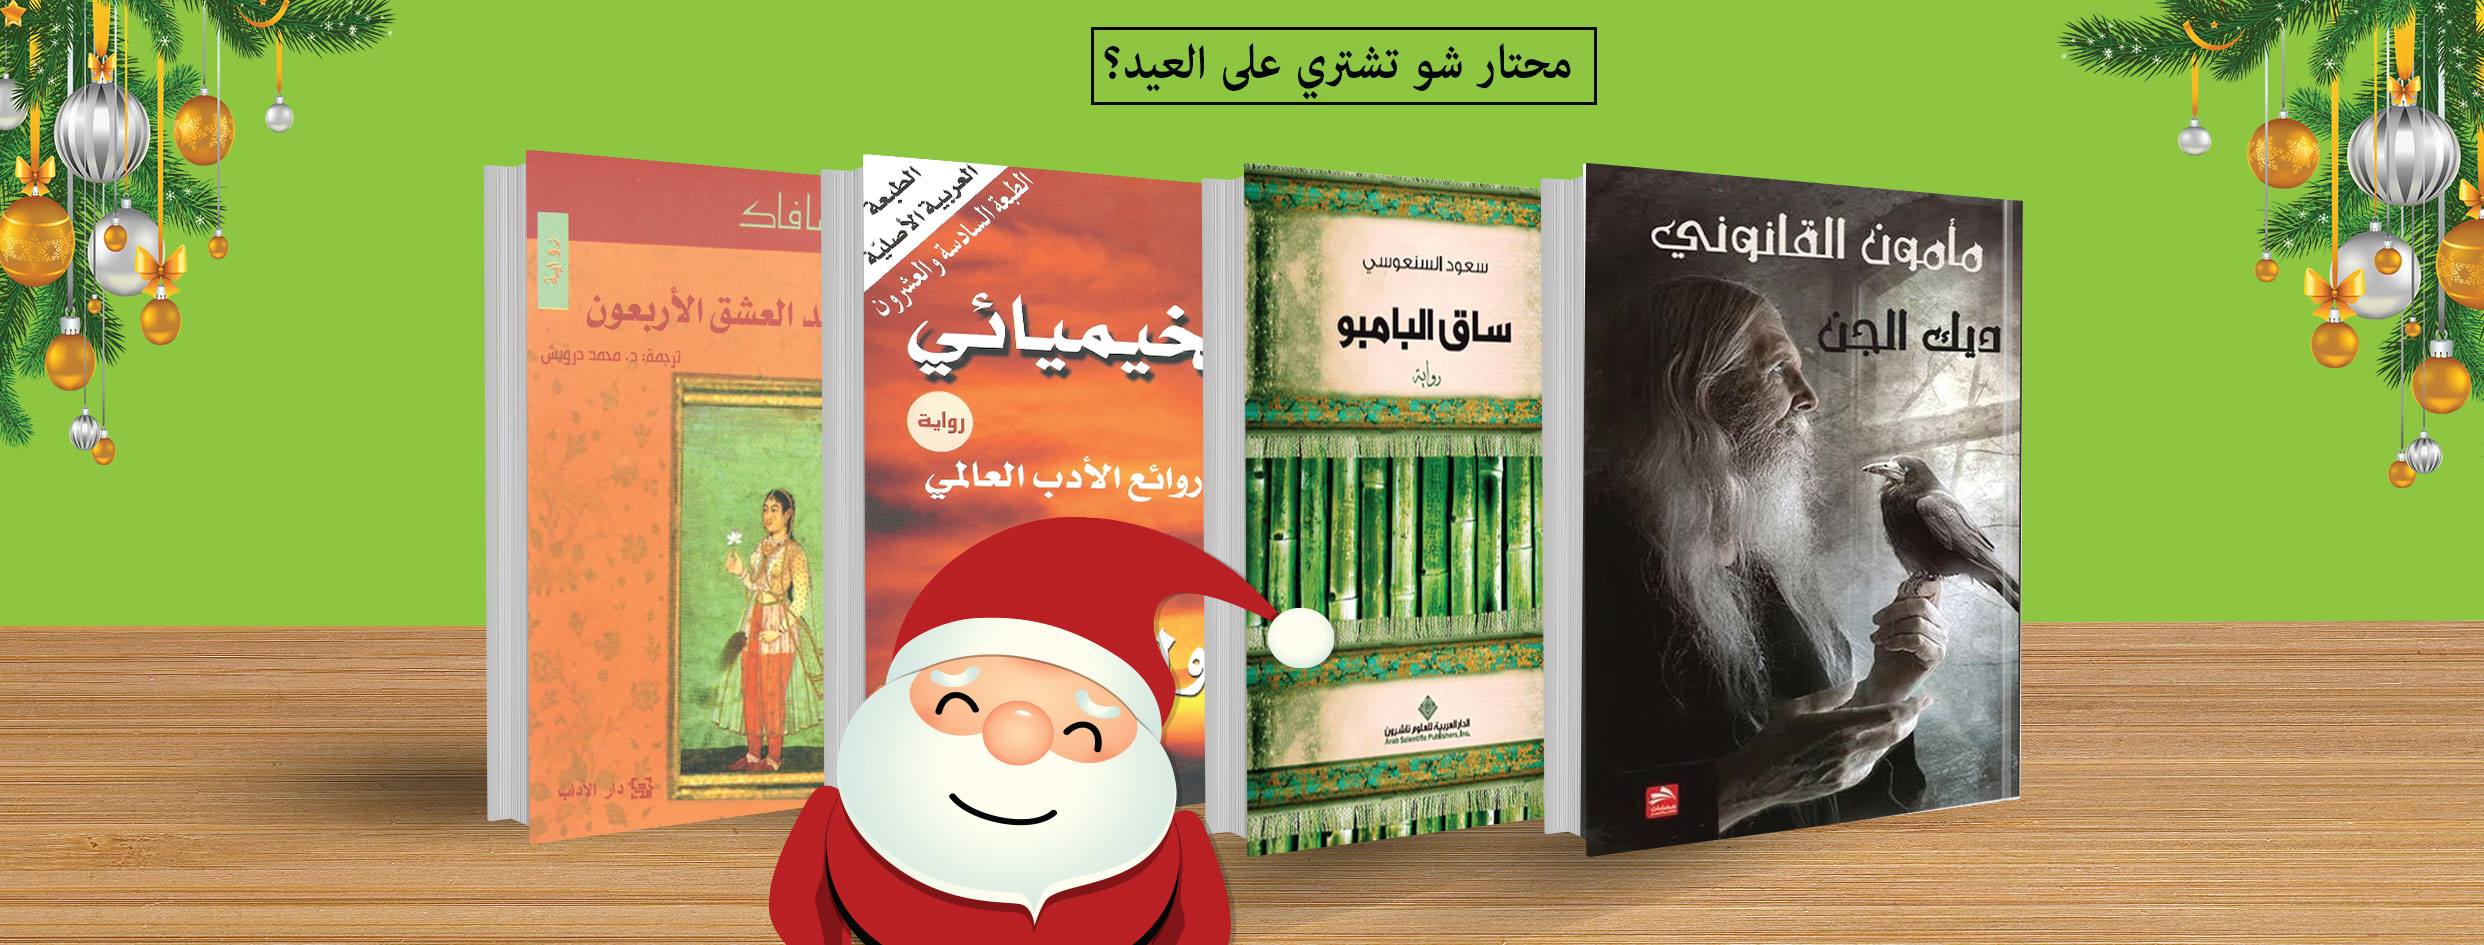 محتار شو تشتري على العيد؟
مأمون القانوني
ديك الجن
سعود السنعوسي
ساق البامبو
رواية
الدار العربية للعلوم ناشرون
Arab Scientific Publishers, Inc.
الطبعة
العربية الأصلية
الطبعة السادسة والعشرون
خيميائي
رواية
روائع الأدب العالمي
و
افاك
رواية
د العشق الأربعون
ترجمة: د. محمد درويش
دار الآداب